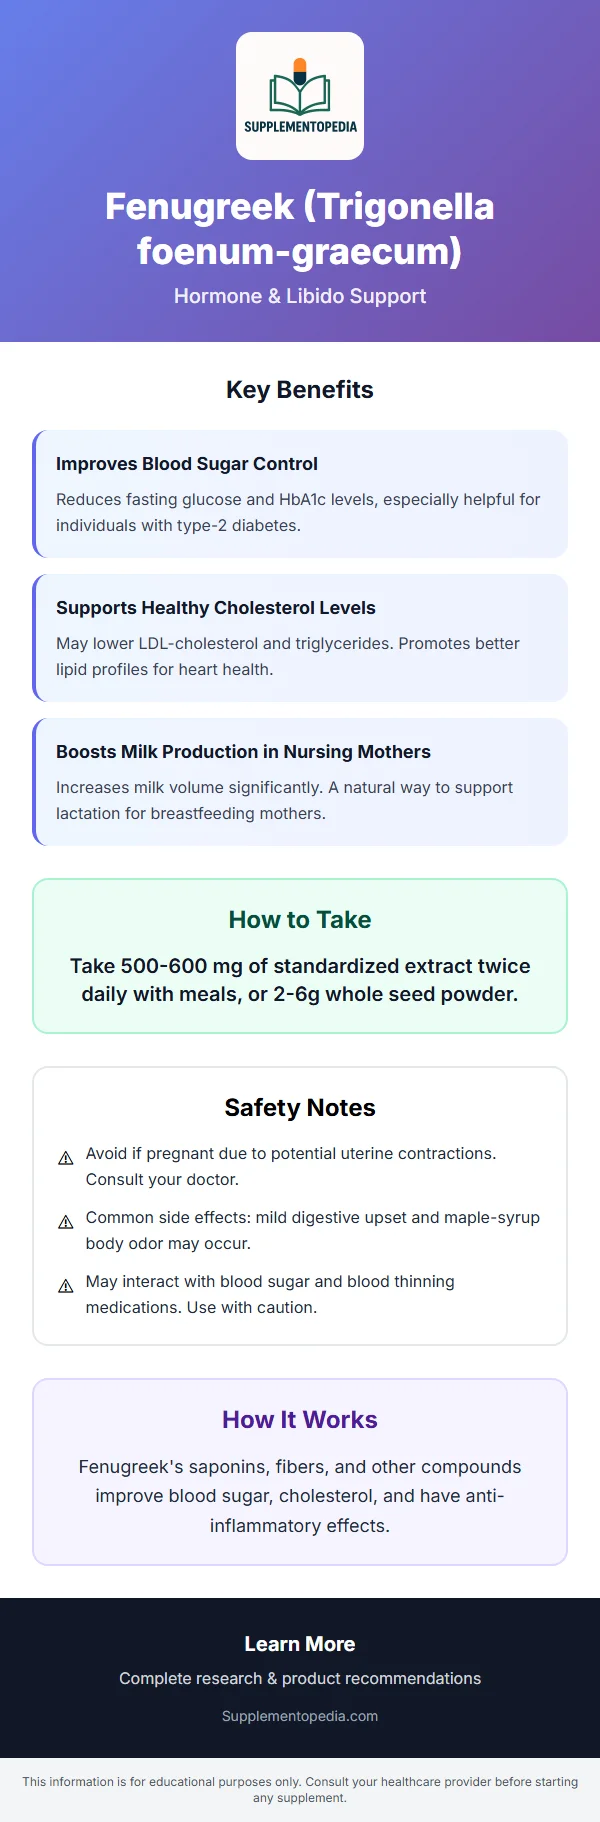 SUPPLEMENTOPEDIA
Fenugreek (Trigonella
foenum-graecum)
Hormone & Libido Support
Key Benefits
Improves Blood Sugar Control
Reduces fasting glucose and HbA1c levels, especially helpful for
individuals with type-2 diabetes.
Supports Healthy Cholesterol Levels
May lower LDL-cholesterol and triglycerides. Promotes better
lipid profiles for heart health.
Boosts Milk Production in Nursing Mothers
Increases milk volume significantly. A natural way to support
lactation for breastfeeding mothers.
How to Take
Take 500-600 mg of standardized extract twice
daily with meals, or 2-6g whole seed powder.
Safety Notes
Avoid if pregnant due to potential uterine contractions.
Consult your doctor.
Common side effects: mild digestive upset and maple-syrup
body odor may occur.
May interact with blood sugar and blood thinning
medications. Use with caution.
How It Works
Fenugreek's saponins, fibers, and other compounds
improve blood sugar, cholesterol, and have anti-
inflammatory effects.
Learn More
Complete research & product recommendations
Supplementopedia.com
This information is for educational purposes only. Consult your healthcare provider before starting
any supplement.